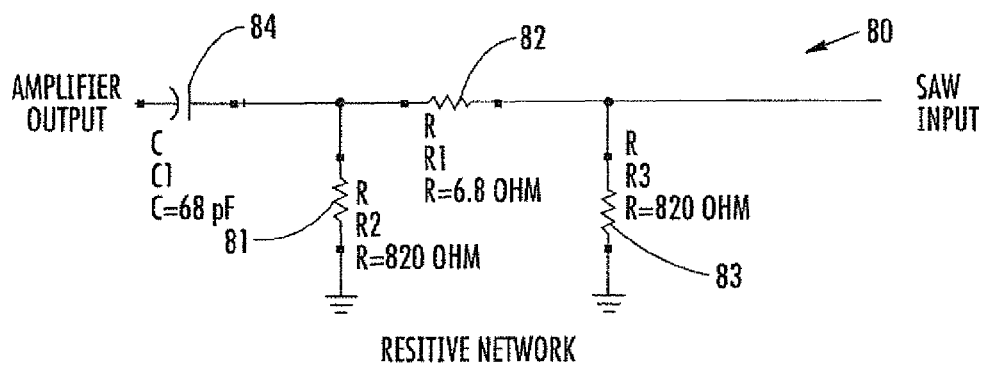 84
82
80
AMPLIFIER
OUTPUT
SAW
INPUT
C
C1
C=68 pF
R
R1
R=6.8 OHM
R
R2
R=820 OHM
R
R3
R=820 OHM
81
83
RESITIVE NETWORK